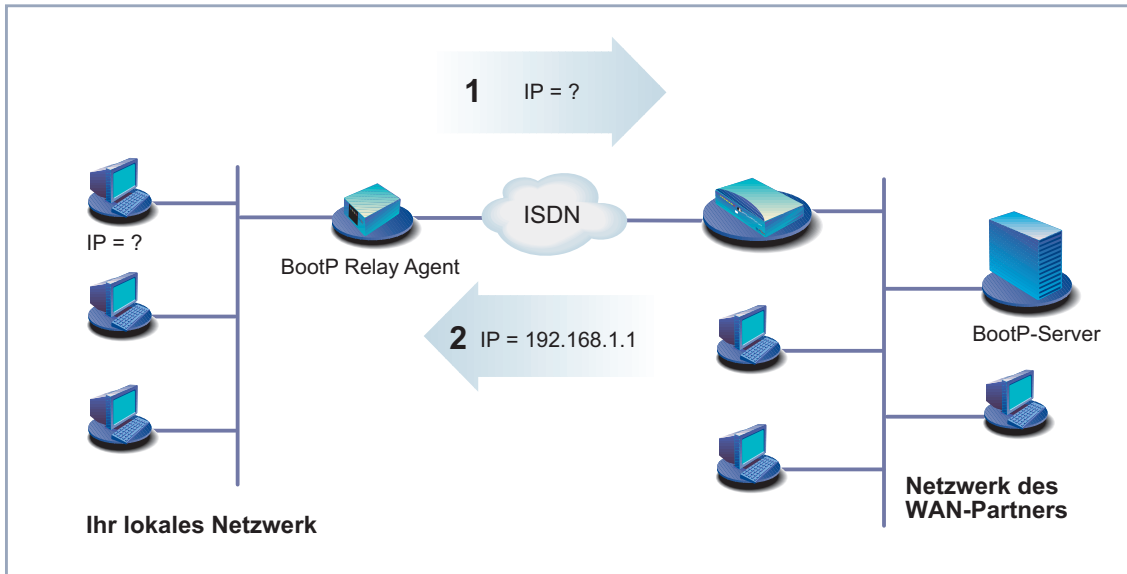 1 IP = ?
ISDN
IP = ?
BootP Relay Agent
2 IP = 192.168.1.1
BootP-Server
Ihr lokales Netzwerk
Netzwerk des
WAN-Partners